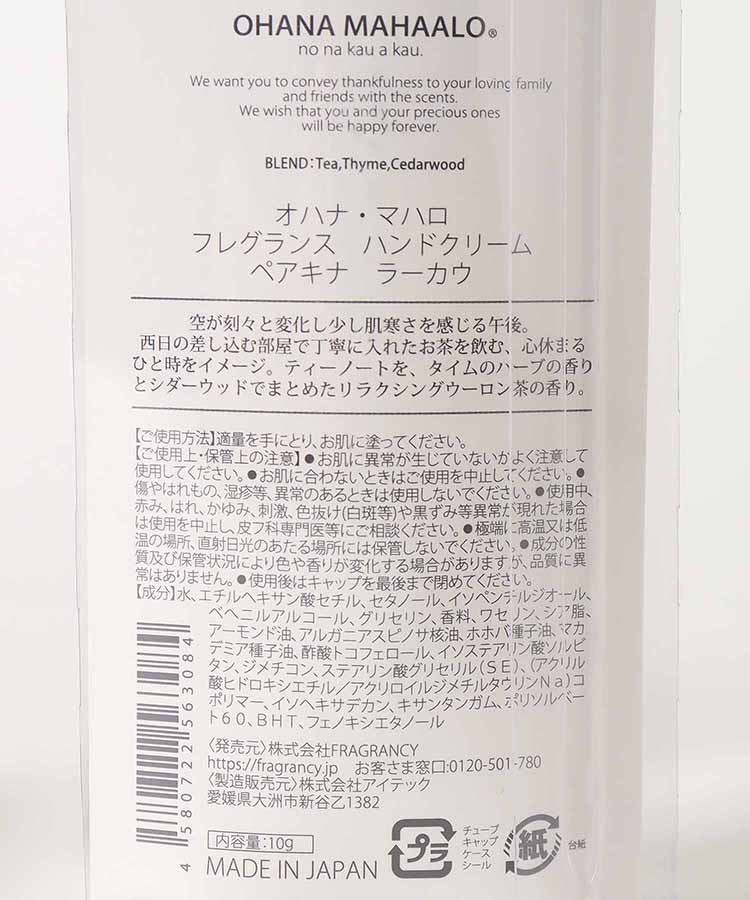 OHANA MAHAALO®
no na kau a kau.
We want you to convey thankfulness to your loving family
and friends with the scents.
We wish that you and your precious ones
will be happy forever.
BLEND:Tea,Thyme,Cedarwood
オハナ・マハロ
フレグランス ハンドクリーム
ペアキナ ラーカウ
空が刻々と変化し少し肌寒さを感じる午後。
西日の差し込む部屋で丁寧に入れたお茶を飲む、心休まる
ひと時をイメージ。ティーノートを、タイムのハーブの香り
とシダーウッドでまとめたリラクシングウーロン茶の香り。
【ご使用方法】適量を手にとり、お肌に塗ってください。
【ご使用上・保管上の注意】●お肌に異常が生じていないかよく注意して
使用してください。●お肌に合わないときはご使用を中止してください。●
傷やはれもの、湿疹等、異常のあるときは使用しないでください。●使用中、
赤み、はれ、かゆみ、刺激、色抜け(白斑等)や黒ずみ等異常が現れた場合
は使用を中止し、皮フ科専門医等にご相談ください。●極端に高温又は低
温の場所、直射日光のあたる場所には保管しないでください。●成分の性
質及び保管状況により色や香りが変化する場合がありますが、品質に異
常はありません。●使用後はキャップを最後まで閉めてください。
【成分】水、エチルヘキサン酸セチル、セタノール、イソペンチルジオール、
ベヘニルアルコール、グリセリン、香料、ワセリン、シア脂、
アーモンド油、アルガニアスピノサ核油、ホホバ種子油、マカ
デミア種子油、酢酸トコフェロール、イソステアリン酸ソルビ
タン、ジメチコン、ステアリン酸グリセリル(SE)、(アクリル
酸ヒドロキシエチル/アクリロイルジメチルタウリンNa)コ
ポリマー、イソヘキサデカン、キサンタンガム、ポリソルベー
ト60、BHT、フェノキシエタノール
〈発売元〉株式会社FRAGRANCY
https://fragrancy.jp お客さま窓口:0120-501-780
〈製造販売元〉株式会社アイテック
愛媛県大洲市新谷乙1382
4 580722 563084
内容量:10g
MADE IN JAPAN
プラ
チューブ
キャップ
ケース
シール
紙
台紙